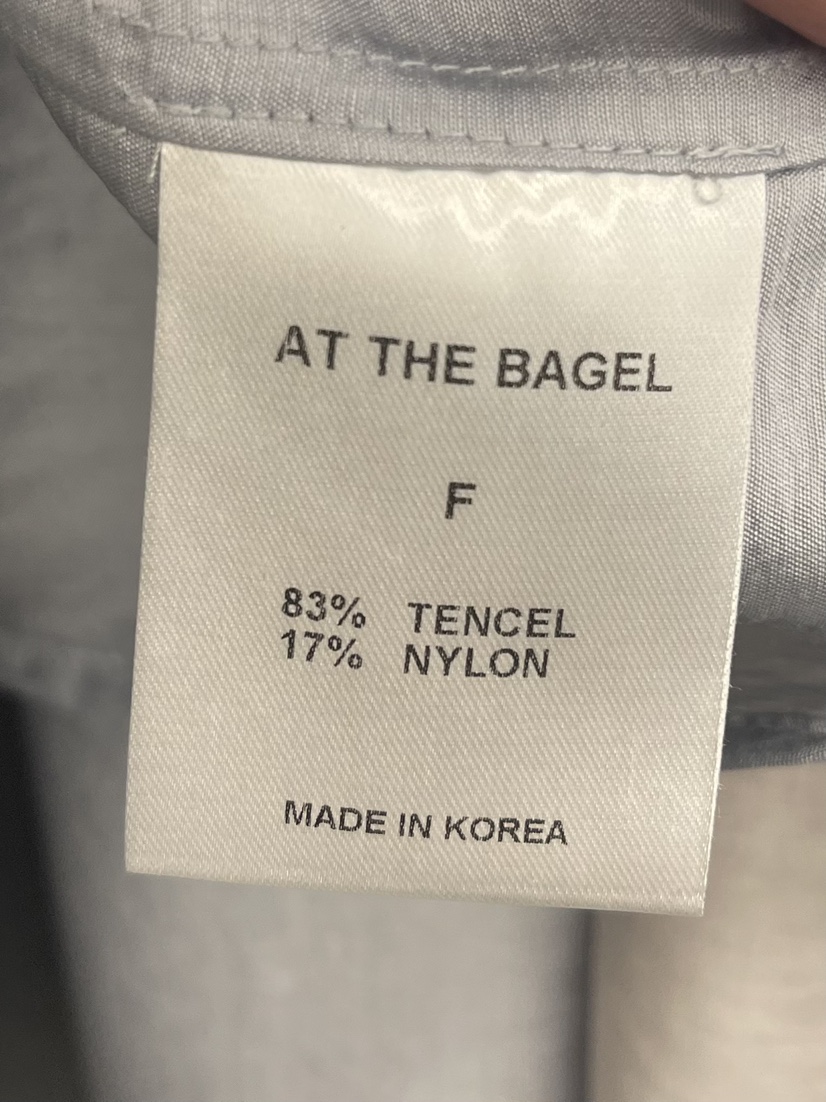 AT THE BAGEL
F
83% TENCEL
17% NYLON
MADE IN KOREA